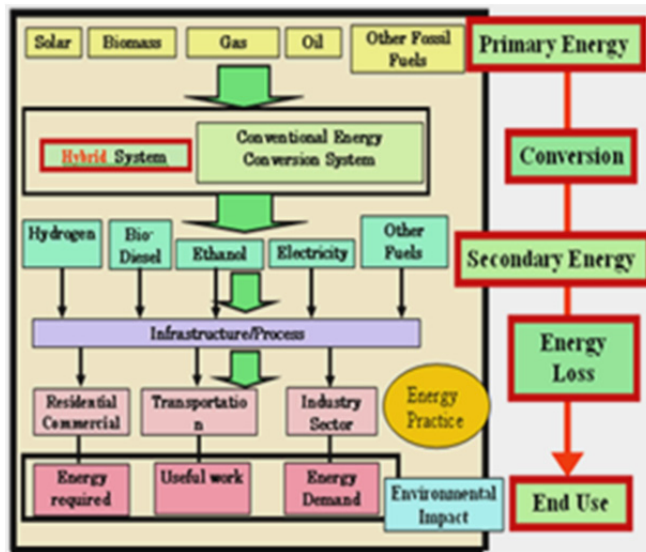 Solar
Biomass
Gas
Oil
Other Fossil
Fuels
Primary Energy
Hybrid System
Conventional Energy
Conversion System
Conversion
Hydrogen
Bio-
Diesel
Ethanol
Electricity
Other
Fuels
Secondary Energy
Infrastructure/Process
Energy
Loss
Residential
Commercial
Transportatio
n
Industry
Sector
Energy
Practice
Energy
required
Useful work
Energy
Demand
Environmental
Impact
End Use